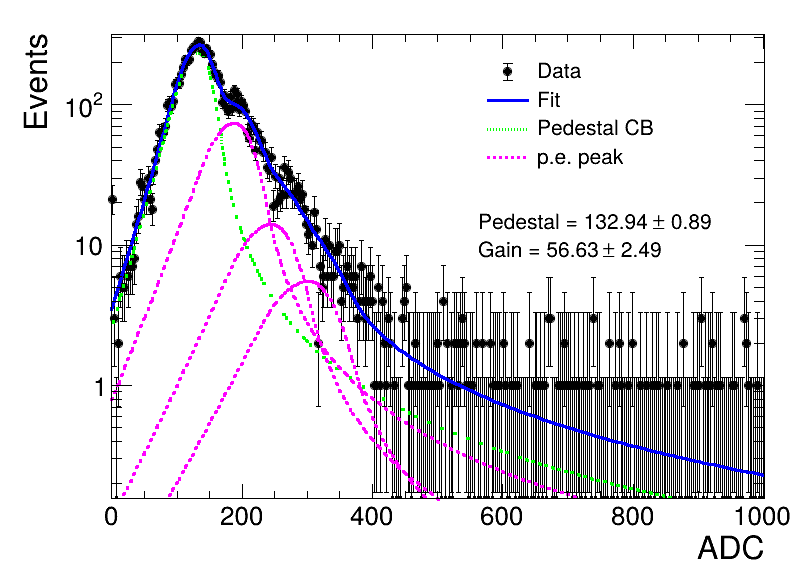 Events
10²
10
1
0 200 400 600 800 1000
ADC
Data
Fit
Pedestal CB
p.e. peak
Pedestal = 132.94 ± 0.89
Gain = 56.63 ± 2.49